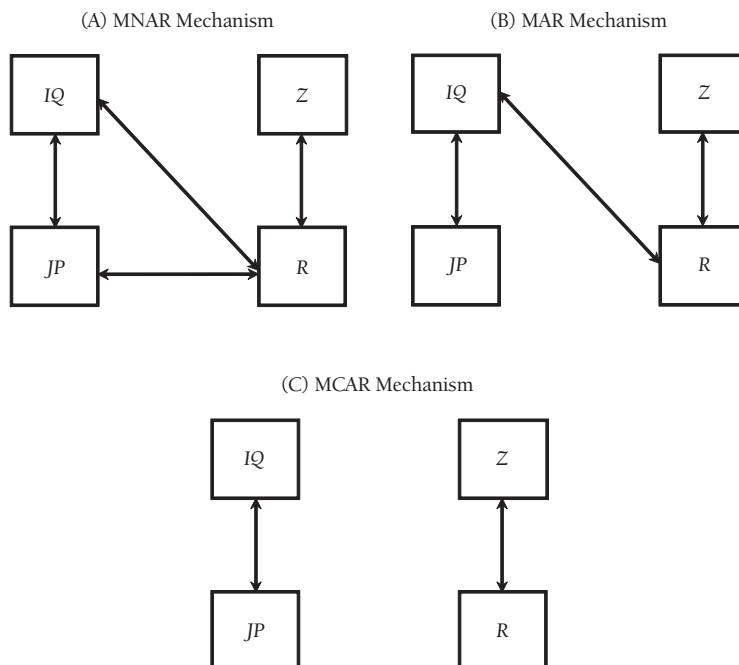 (A) MNAR Mechanism
IQ
Z
JP
R
(B) MAR Mechanism
IQ
Z
JP
R
(C) MCAR Mechanism
IQ
Z
JP
R